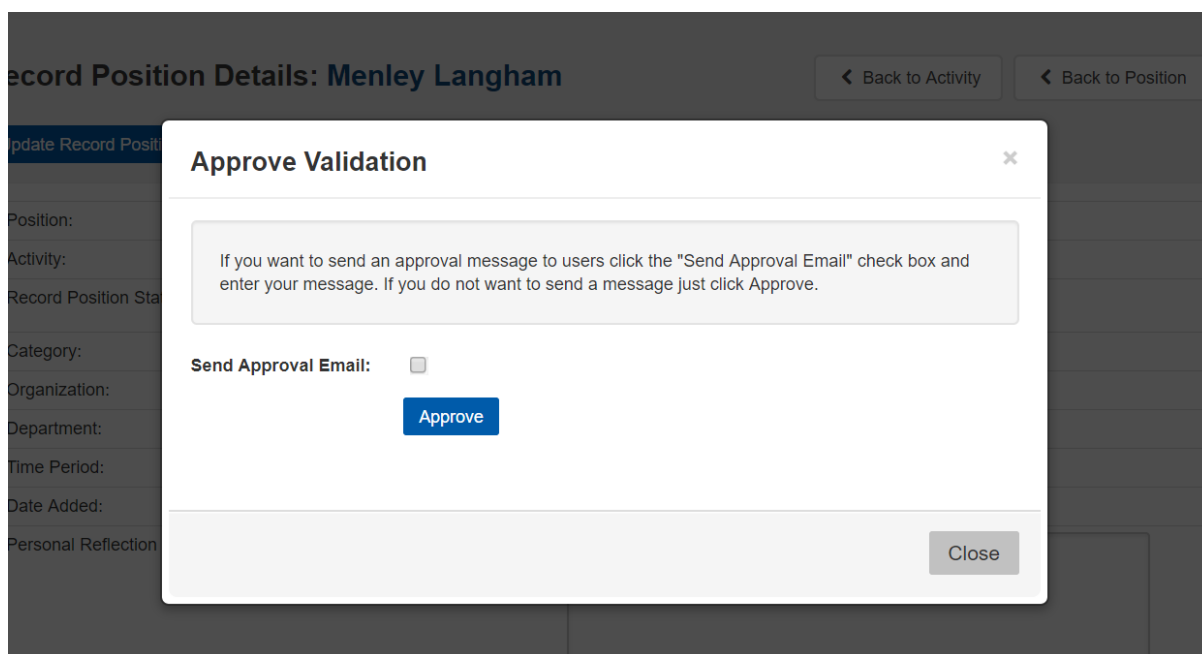 ecord Position Details: Menley Langham
Back to Activity
Back to Position
Update Record Positi
Approve Validation
×
Position:
If you want to send an approval message to users click the "Send Approval Email" check box and
enter your message. If you do not want to send a message just click Approve.
Activity:
Record Position Sta
Category:
Send Approval Email:
Organization:
Approve
Department:
Time Period:
Date Added:
Personal Reflection
Close